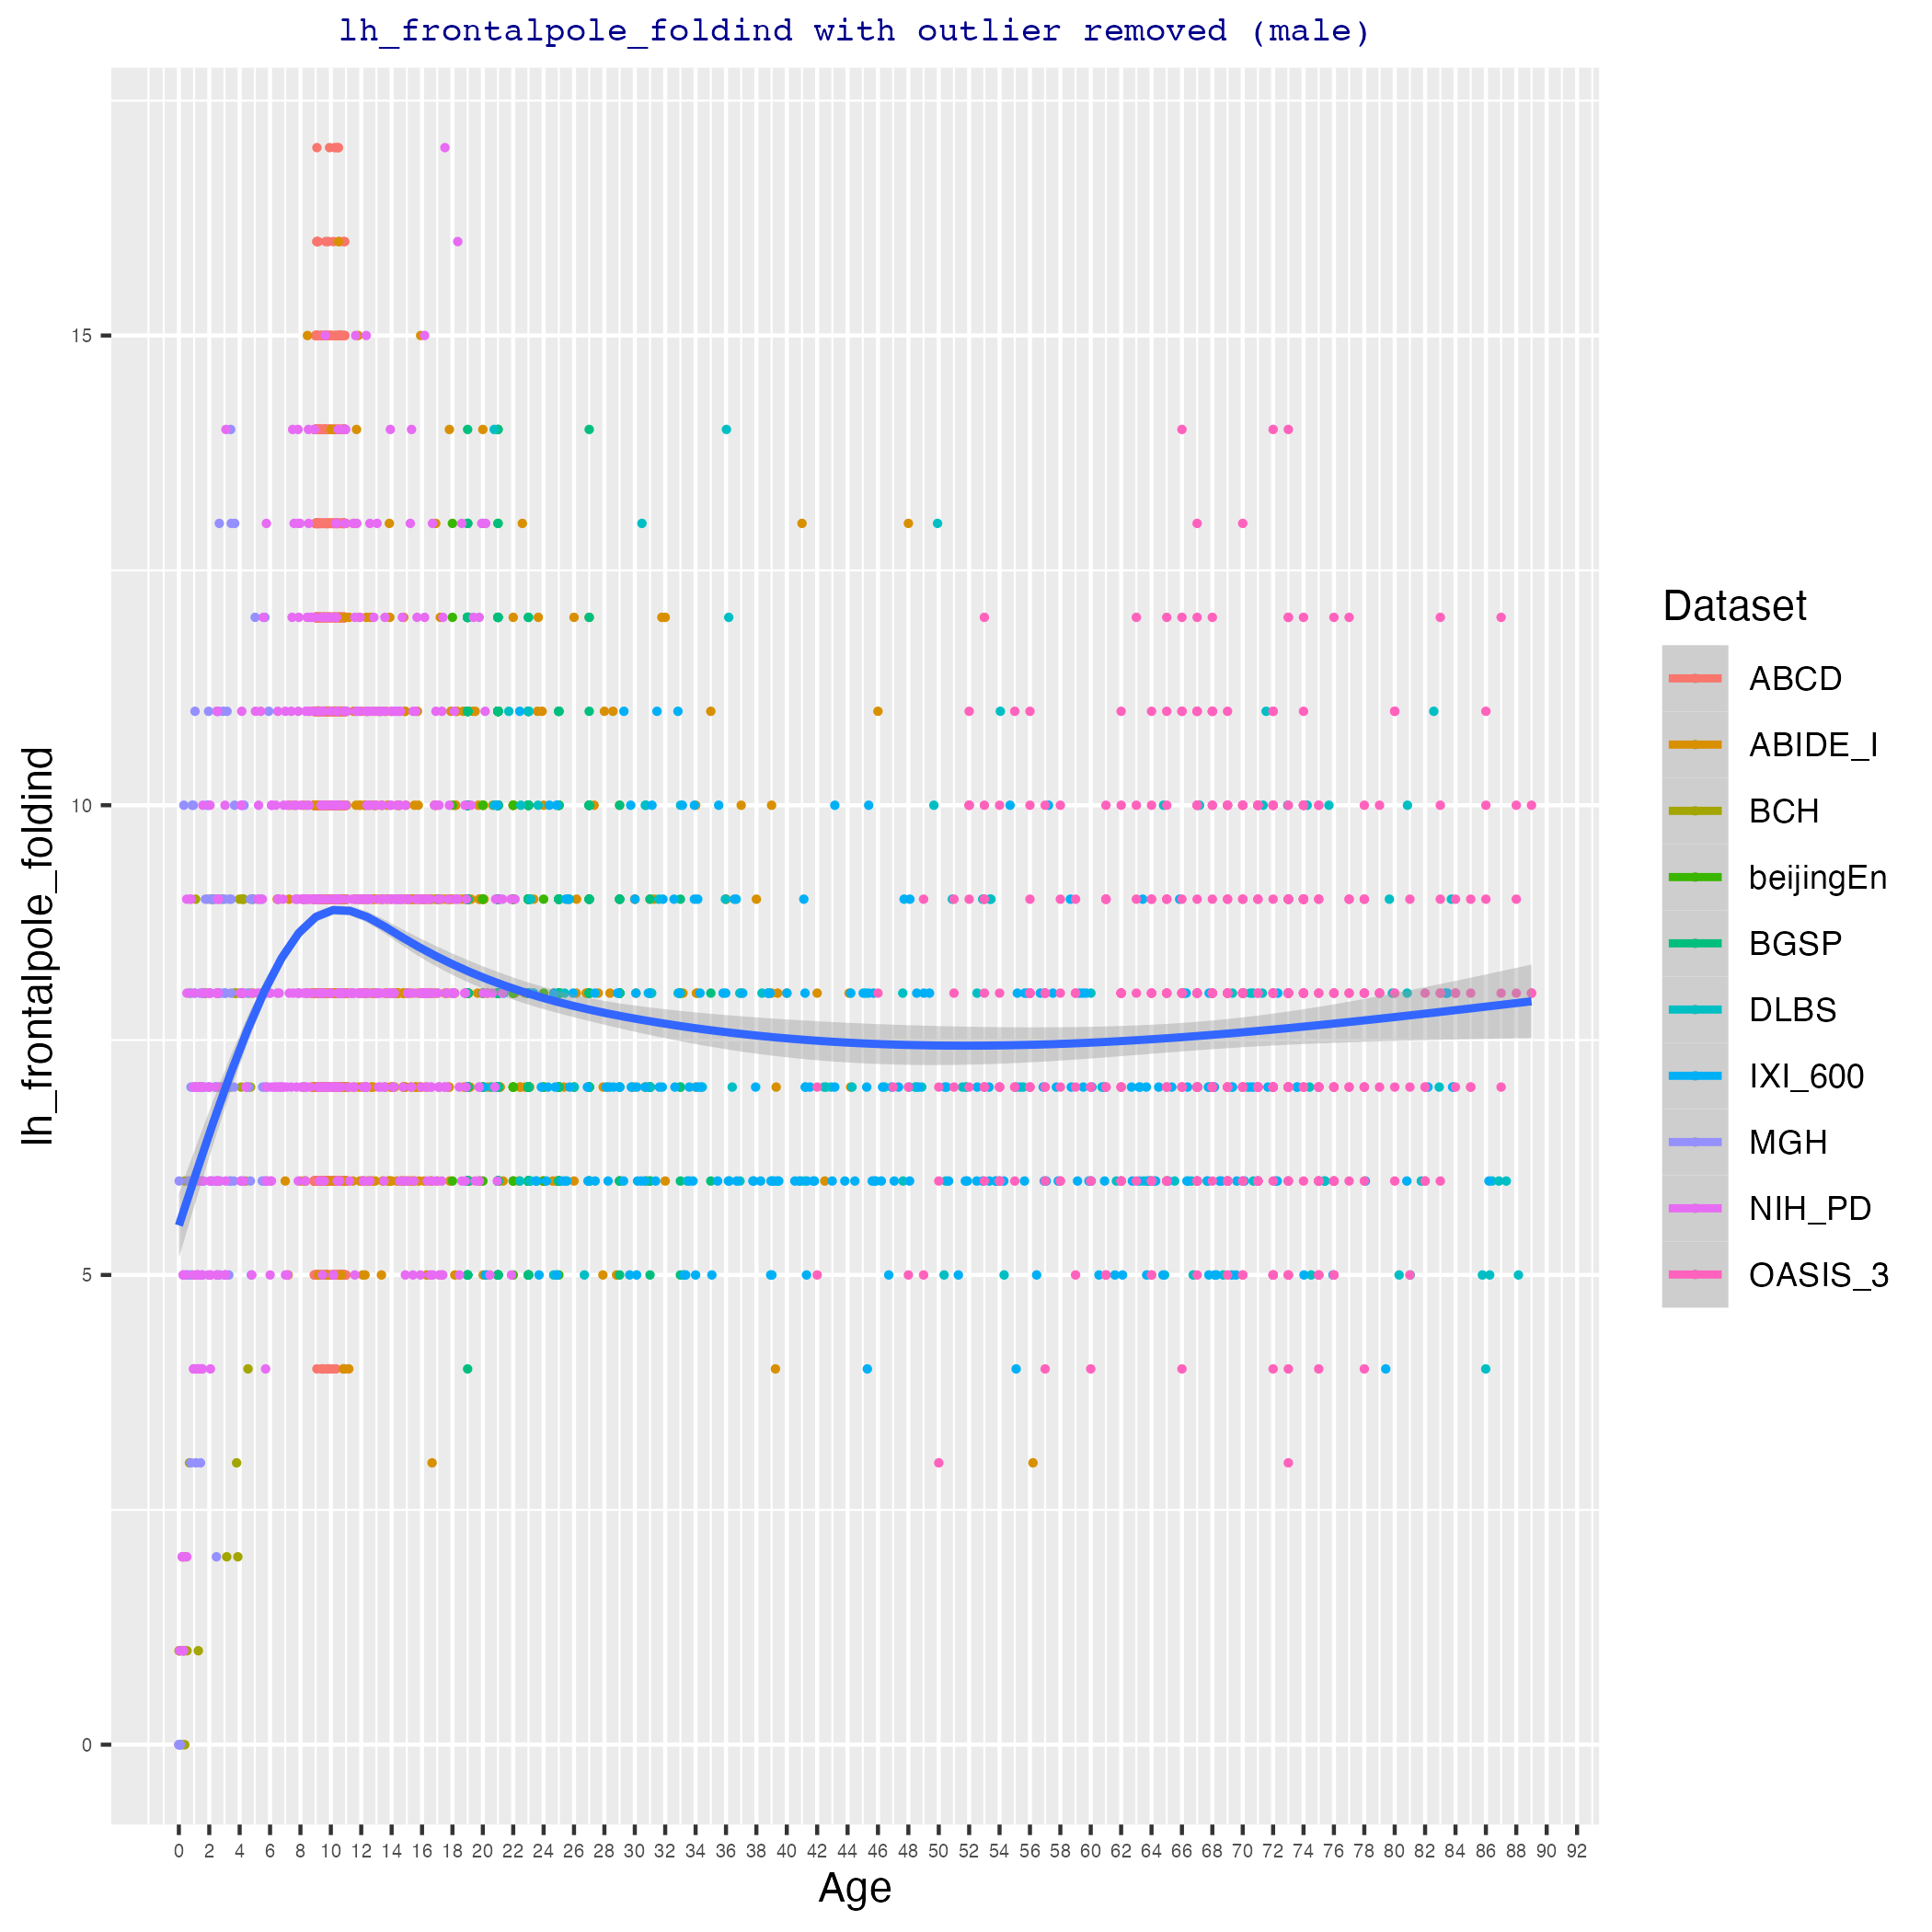 lh_frontalpole_foldind with outlier removed (male)
lh_frontalpole_foldind
15
10
5
0
0 2 4 6 8 10 12 14 16 18 20 22 24 26 28 30 32 34 36 38 40 42 44 46 48 50 52 54 56 58 60 62 64 66 68 70 72 74 76 78 80 82 84 86 88 90 92
Age
Dataset
ABCD
ABIDE_I
BCH
beijingEn
BGSP
DLBS
IXI_600
MGH
NIH_PD
OASIS_3